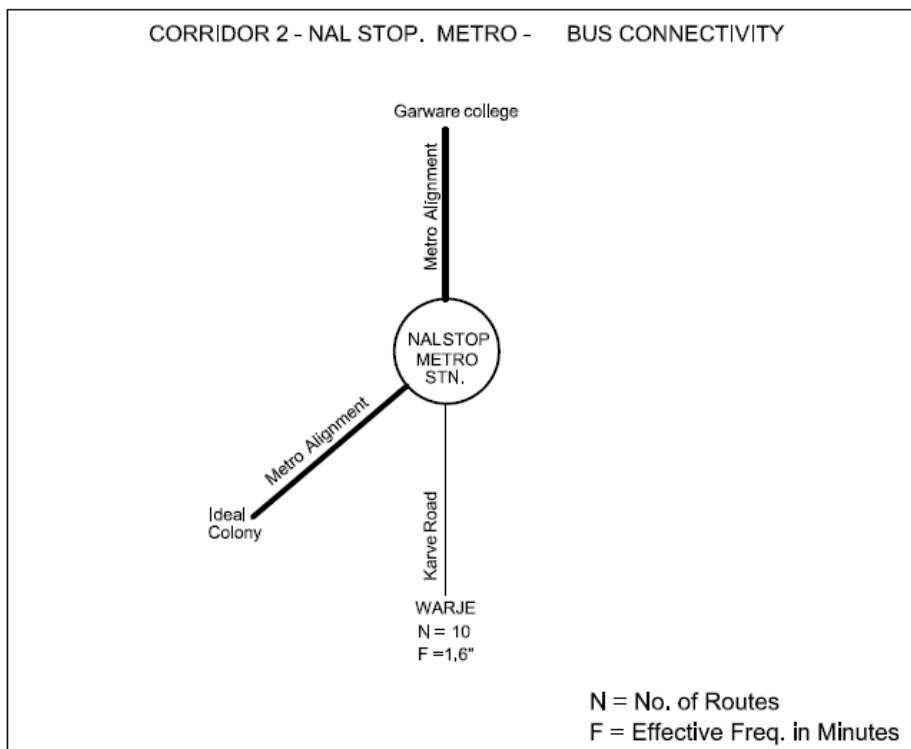 CORRIDOR 2 - NAL STOP. METRO - BUS CONNECTIVITY
Garware college
Metro Alignment
NALSTOP
METRO
STN.
Metro Alignment
Ideal
Colony
Karve Road
WARJE
N = 10
F =1.6"
N = No. of Routes
F = Effective Freq. in Minutes